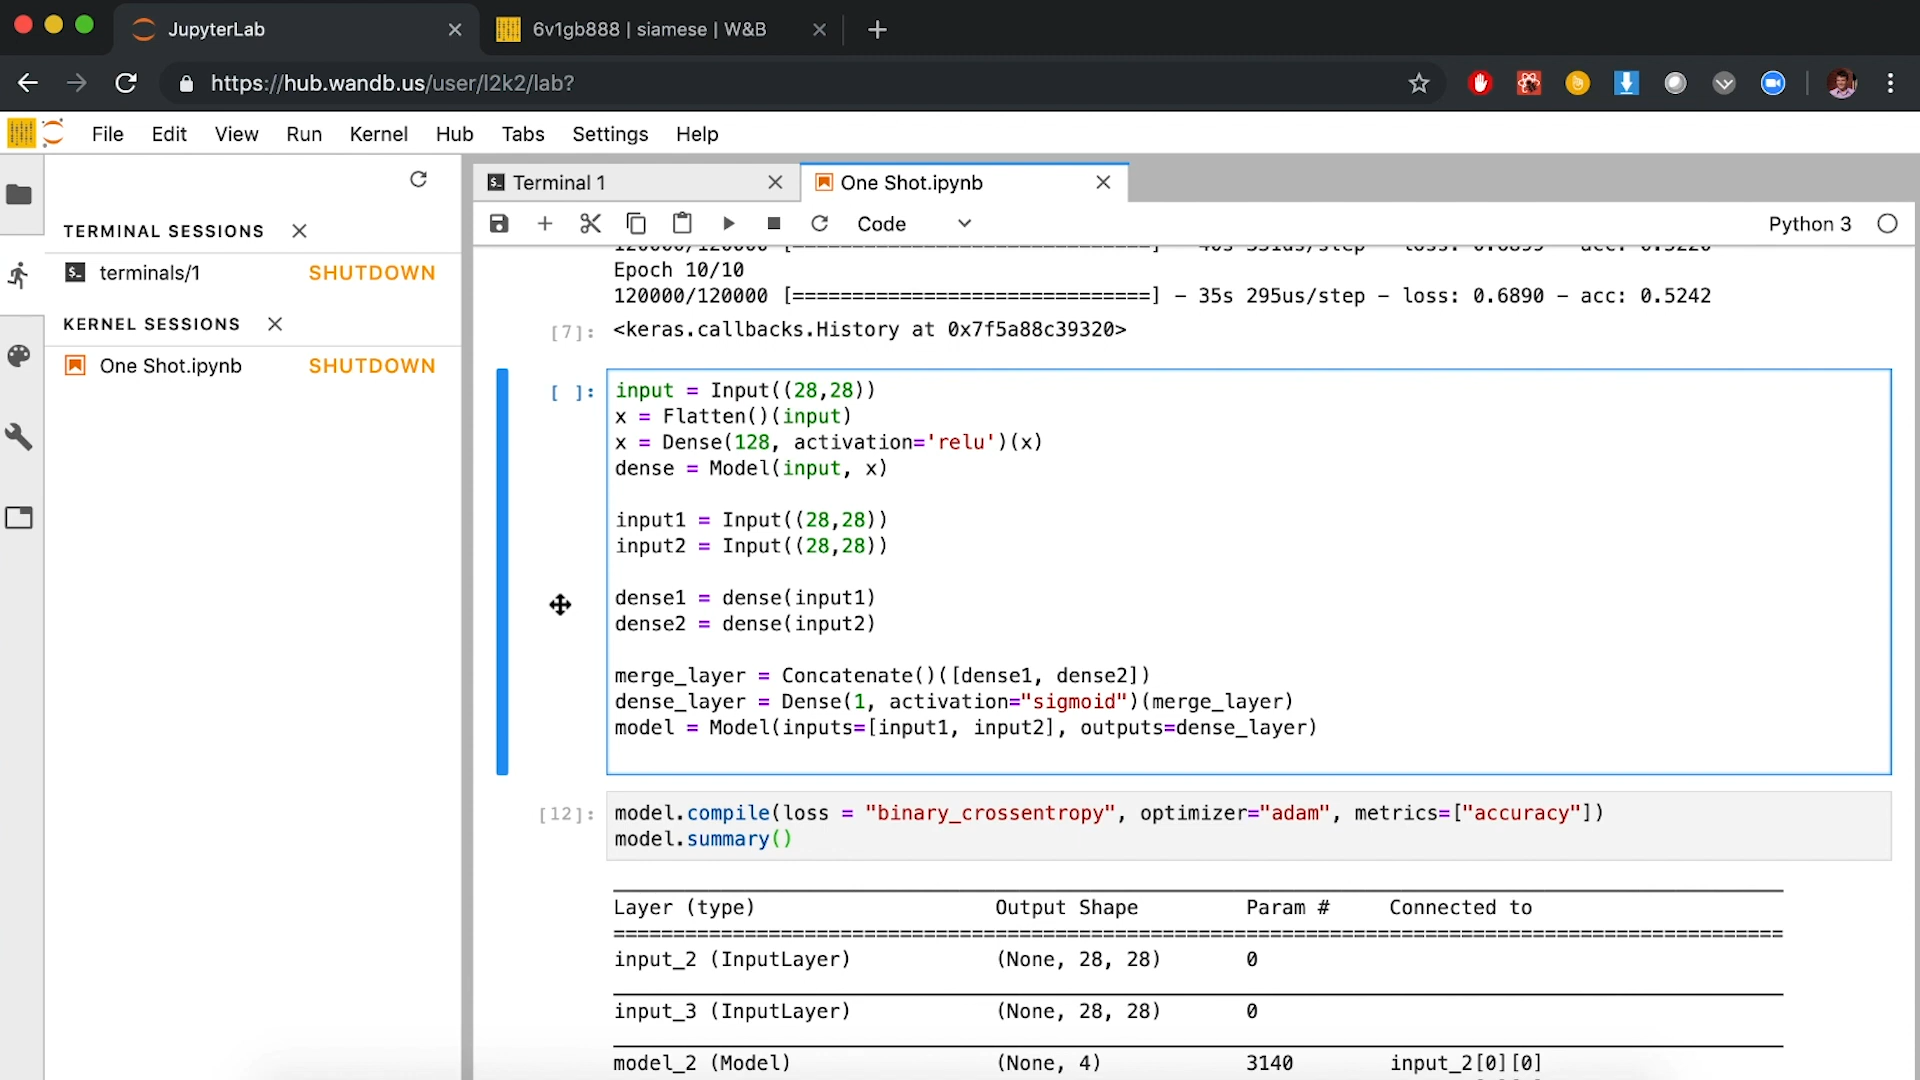 JupyterLab
6v1gb888 | siamese | W&B
https://hub.wandb.us/user/l2k2/lab?
File Edit View Run Kernel Hub Tabs Settings Help
Terminal 1
One Shot.ipynb
Code
Python 3
TERMINAL SESSIONS
terminals/1 SHUTDOWN
KERNEL SESSIONS
One Shot.ipynb SHUTDOWN
Epoch 10/10
120000/120000 [==============================] - 35s 295us/step - loss: 0.6890 - acc: 0.5242
[7]: <keras.callbacks.History at 0x7f5a88c39320>
[ ]: input = Input((28,28))
x = Flatten()(input)
x = Dense(128, activation='relu')(x)
dense = Model(input, x)
input1 = Input((28,28))
input2 = Input((28,28))
dense1 = dense(input1)
dense2 = dense(input2)
merge_layer = Concatenate()([dense1, dense2])
dense_layer = Dense(1, activation="sigmoid")(merge_layer)
model = Model(inputs=[input1, input2], outputs=dense_layer)
[12]: model.compile(loss = "binary_crossentropy", optimizer="adam", metrics=["accuracy"])
model.summary()
Layer (type) Output Shape Param # Connected to
==================================================================================================
input_2 (InputLayer) (None, 28, 28) 0
input_3 (InputLayer) (None, 28, 28) 0
model_2 (Model) (None, 4) 3140 input_2[0][0]